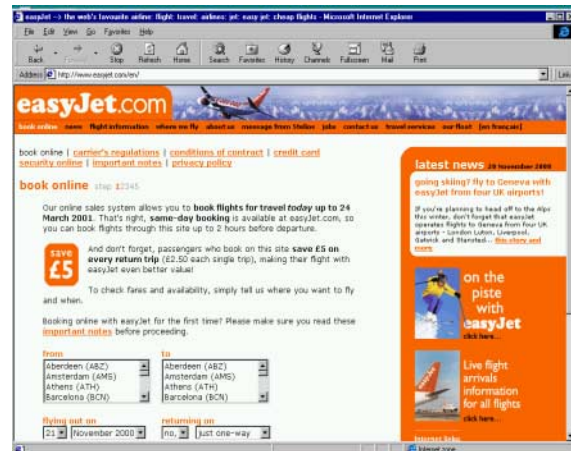 easyJet --> the web's favourite airline: flight: travel: airlines: jet: easy jet: cheap flights - Microsoft Internet Explorer
File Edit View Go Favorites Help
Back Forward Stop Refresh Home Search Favorites History Channels Fullscreen Mail Print
Address http://www.easyjet.com/en/ Links
easyJet.com
book online news flight information where we fly about us message from Stelios jobs contact us travel services our float [en français]
book online | carrier's regulations | conditions of contract | credit card
security online | important notes | privacy policy
book online step 12345
Our online sales system allows you to book flights for travel today up to 24
March 2001. That's right, same-day booking is available at easyJet.com, so
you can book flights through this site up to 2 hours before departure.
save
£5
And don't forget, passengers who book on this site save £5 on
every return trip (£2.50 each single trip), making their flight with
easyJet even better value!
To check fares and availability, simply tell us where you want to fly
and when.
Booking online with easyJet for the first time? Please make sure you read these
important notes before proceeding.
from to
Aberdeen (ABZ) Aberdeen (ABZ)
Amsterdam (AMS) Amsterdam (AMS)
Athens (ATH) Athens (ATH)
Barcelona (BCN) Barcelona (BCN)
flying out on returning on
21 November 2000 no, just one-way
latest news 20 November 2000
going skiing? fly to Geneva with
easyJet from four UK airports!
If you're planning to head off to the Alps
this winter, don't forget that easyJet
operates flights to Geneva from four UK
airports - London Luton, Liverpool,
Gatwick and Stansted... this story and
more
on the
piste
with
easyJet
click here...
Live flight
arrivals
information
for all flights
click here...
Internet links
Internet zone